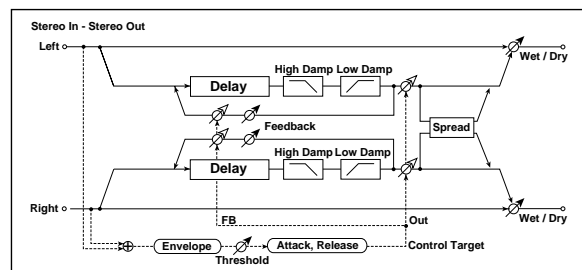 Stereo In - Stereo Out
Left
Wet / Dry
High Damp Low Damp
Delay
Feedback
Spread
High Damp Low Damp
Delay
Right
FB
Out
Wet / Dry
Envelope
Threshold
Attack, Release
Control Target